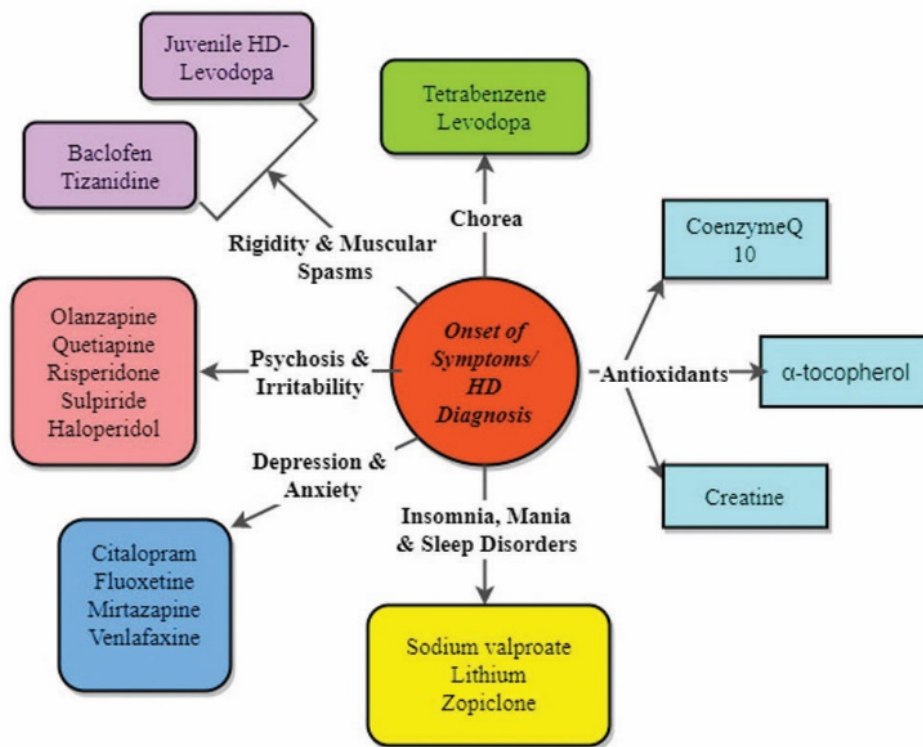 Juvenile HD-
Levodopa
Baclofen
Tizanidine
Rigidity & Muscular
Spasms
Tetrabenzene
Levodopa
Chorea
CoenzymeQ
10
α-tocopherol
Creatine
Antioxidants
Onset of
Symptoms/
HD
Diagnosis
Psychosis &
Irritability
Olanzapine
Quetiapine
Risperidone
Sulpiride
Haloperidol
Depression &
Anxiety
Citalopram
Fluoxetine
Mirtazapine
Venlafaxine
Insomnia, Mania
& Sleep Disorders
Sodium valproate
Lithium
Zopiclone